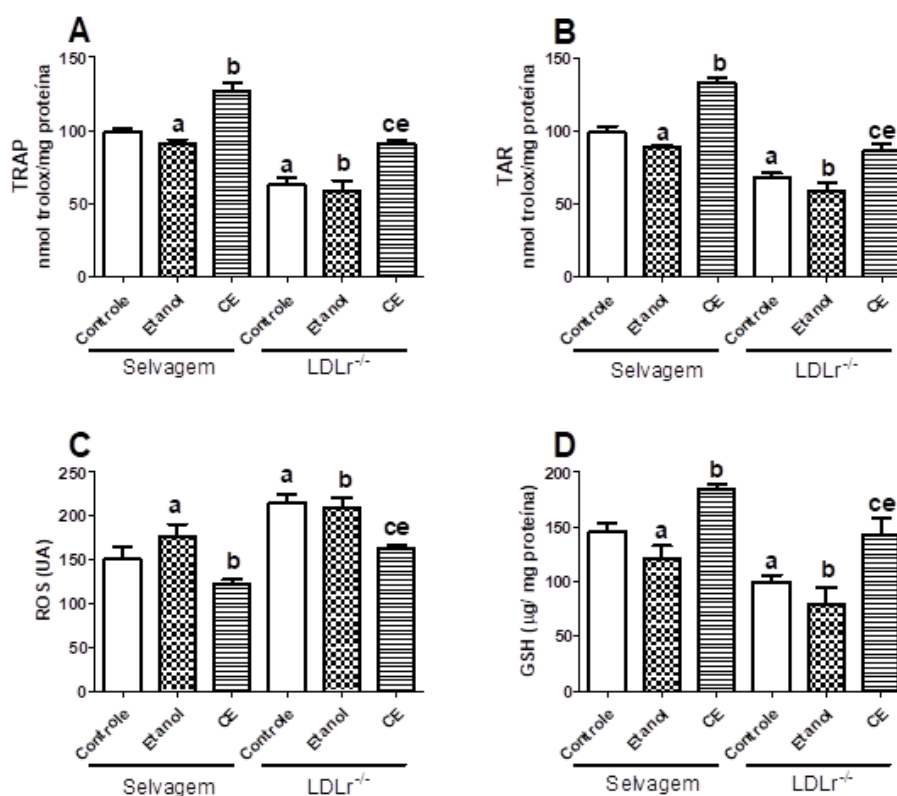 A
TRAP
nmol trolox/mg proteína
150
100
50
0
a
b
a
b
ce
Controle
Etanol
CE
Controle
Etanol
CE
Selvagem
LDLr-/-
B
TAR
nmol trolox/mg proteína
150
100
50
0
a
b
a
b
ce
Controle
Etanol
CE
Controle
Etanol
CE
Selvagem
LDLr-/-
C
ROS (UA)
250
200
150
100
50
0
a
b
a
b
ce
Controle
Etanol
CE
Controle
Etanol
CE
Selvagem
LDLr-/-
D
GSH (µg/ mg proteína)
200
150
100
50
0
a
b
a
b
ce
Controle
Etanol
CE
Controle
Etanol
CE
Selvagem
LDLr-/-